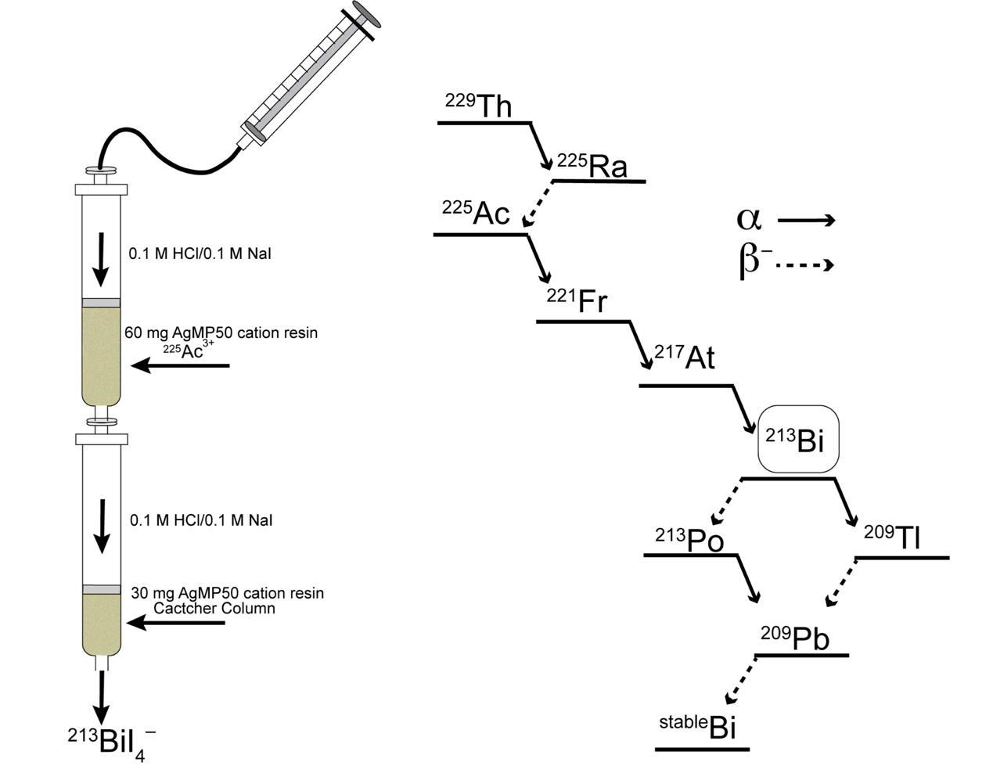 0.1 M HCl/0.1 M NaI
60 mg AgMP50 cation resin
²²⁵Ac³⁺
0.1 M HCl/0.1 M NaI
30 mg AgMP50 cation resin
Cactcher Column
²¹³BiI₄⁻
²²⁹Th
²²⁵Ra
²²⁵Ac
α
β⁻
²²¹Fr
²¹⁷At
²¹³Bi
²¹³Po
²⁰⁹Tl
²⁰⁹Pb
ˢᵗᵃᵇˡᵉBi